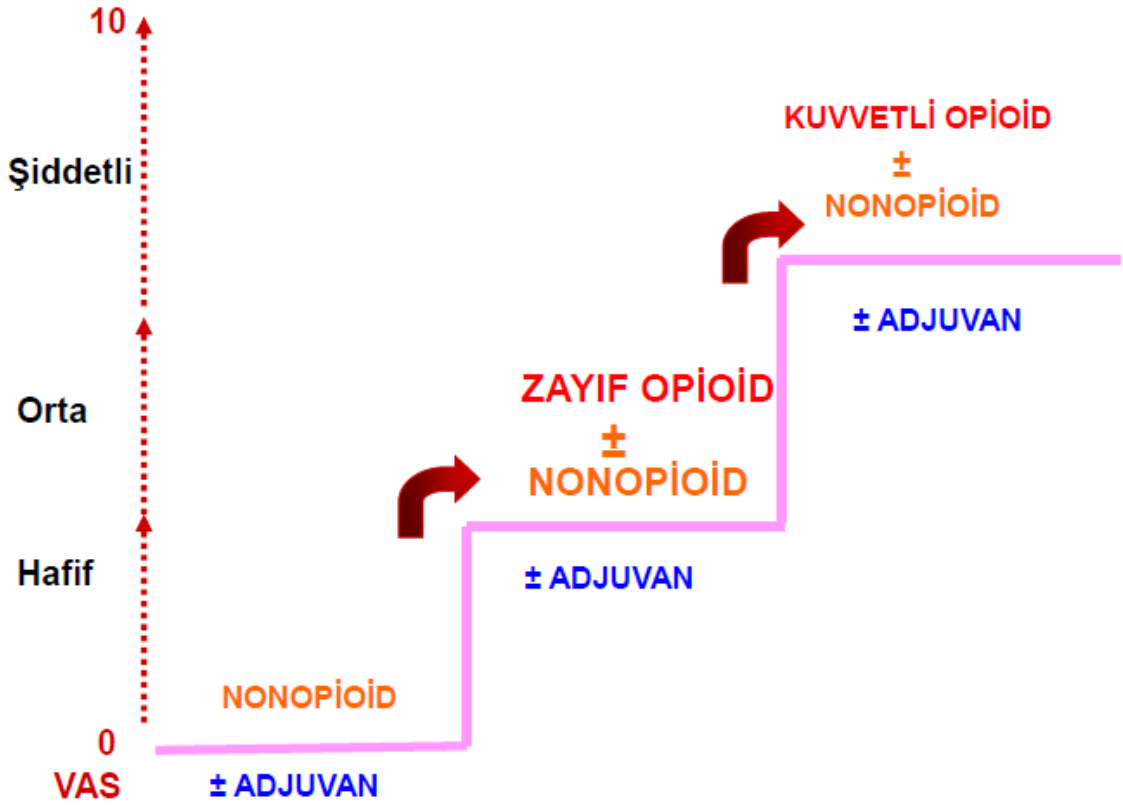 10
KUVVETLİ OPİOİD
±
NONOPİOİD
Şiddetli
± ADJUVAN
ZAYIF OPİOİD
±
NONOPİOİD
Orta
± ADJUVAN
Hafif
NONOPİOİD
0
VAS
± ADJUVAN